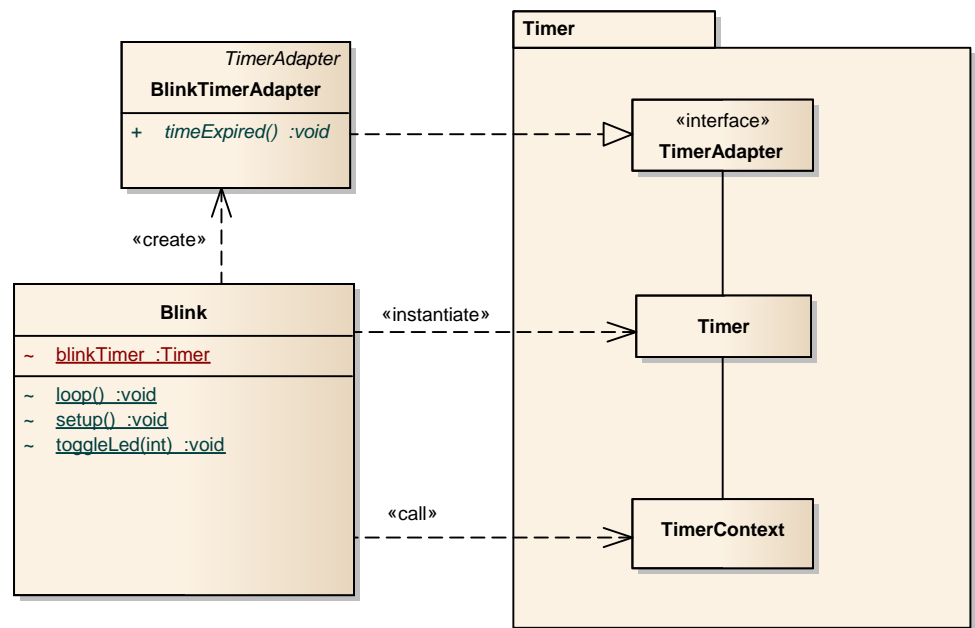 TimerAdapter
BlinkTimerAdapter
+ timeExpired() :void
«create»
Blink
~ blinkTimer :Timer
~ loop() :void
~ setup() :void
~ toggleLed(int) :void
«instantiate»
«call»
Timer
«interface»
TimerAdapter
Timer
TimerContext